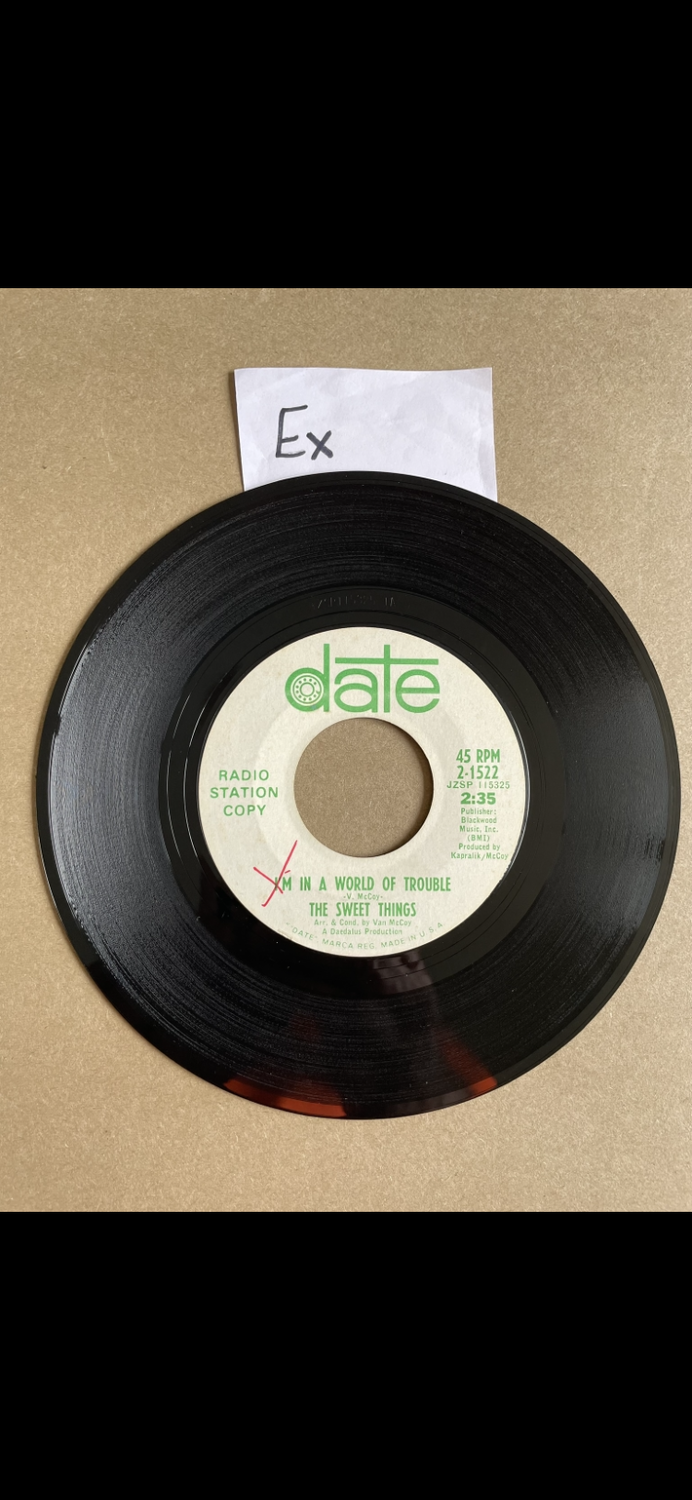 Ex
date
RADIO
STATION
COPY
45 RPM
2-1522
JZSP 115325
2:35
Publisher:
Blackwood
Music, Inc.
(BMI)
Produced by
Kapralik/McCoy
I'M IN A WORLD OF TROUBLE
-V. McCoy-
THE SWEET THINGS
Arr. & Cond. by Van McCoy
A Daedalus Production
"DATE" MARCA REG. MADE IN U.S.A.